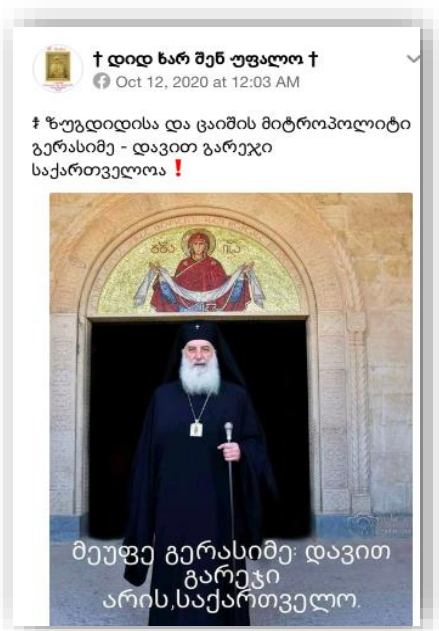 † დიდ ხარ შენ უფალო †
Oct 12, 2020 at 12:03 AM
‡ ზუგდიდისა და ცაიშის მიტროპოლიტი
გერასიმე - დავით გარეჯი
საქართველოა ❗
მეუფე გერასიმე: დავით
გარეჯი
არის,საქართველო.